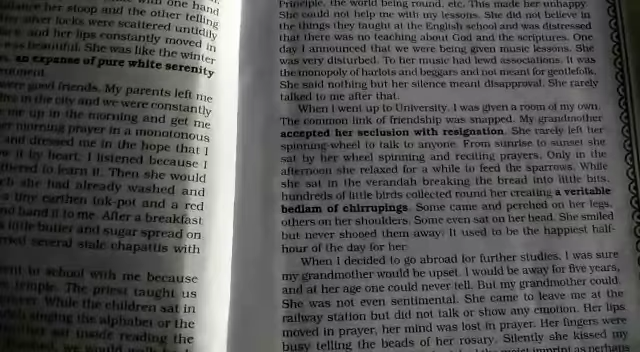 with one hand
balance her stoop and the other telling
Her silver locks were scattered untidily
face, and her lips constantly moved in
was beautiful. She was like the winter
an expanse of pure white serenity
were good friends. My parents left me
live in the city and we were constantly
me up in the morning and get me
morning prayer in a monotonous
and dressed me in the hope that I
it by heart. I listened because I
to learn it. Then she would
she had already washed and
a tiny earthen ink-pot and a red
and hand it to me. After a breakfast
a little butter and sugar spread on
several stale chapattis with
went to school with me because
temple. The priest taught us
While the children sat in
singing the alphabet or the
sat inside reading the
Principle, the world being round, etc. This made her unhappy.
She could not help me with my lessons. She did not believe in
the things they taught at the English school and was distressed
that there was no teaching about God and the scriptures. One
day I announced that we were being given music lessons. She
was very disturbed. To her music had lewd associations. It was
the monopoly of harlots and beggars and not meant for gentlefolk.
She said nothing but her silence meant disapproval. She rarely
talked to me after that.
When I went up to University, I was given a room of my own.
The common link of friendship was snapped. My grandmother
accepted her seclusion with resignation. She rarely left her
spinning-wheel to talk to anyone. From sunrise to sunset she
sat by her wheel spinning and reciting prayers. Only in the
afternoon she relaxed for a while to feed the sparrows. While
she sat in the verandah breaking the bread into little bits,
hundreds of little birds collected round her creating a veritable
bedlam of chirrupings. Some came and perched on her legs,
others on her shoulders. Some even sat on her head. She smiled
but never shooed them away. It used to be the happiest half-
hour of the day for her.
When I decided to go abroad for further studies, I was sure
my grandmother would be upset. I would be away for five years,
and at her age one could never tell. But my grandmother could.
She was not even sentimental. She came to leave me at the
railway station but did not talk or show any emotion. Her lips
moved in prayer, her mind was lost in prayer. Her fingers were
busy telling the beads of her rosary. Silently she kissed my